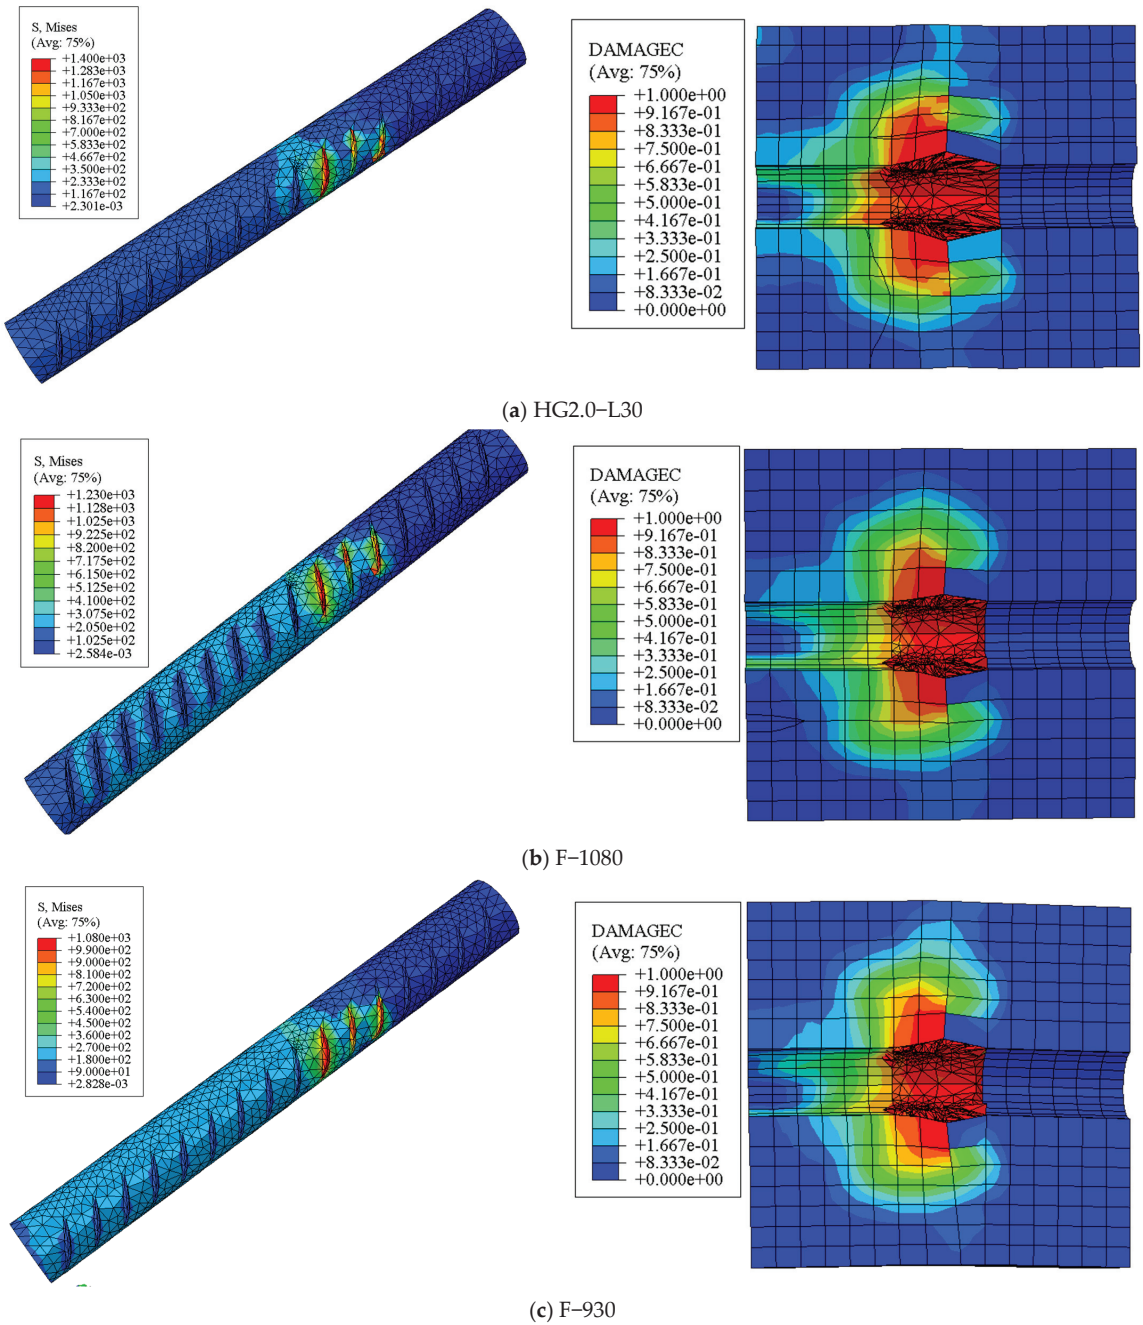 S, Mises
(Avg: 75%)
+1.400e+03
+1.283e+03
+1.167e+03
+1.050e+03
+9.333e+02
+8.167e+02
+7.000e+02
+5.833e+02
+4.667e+02
+3.500e+02
+2.333e+02
+1.167e+02
+2.301e-03
DAMAGEC
(Avg: 75%)
+1.000e+00
+9.167e-01
+8.333e-01
+7.500e-01
+6.667e-01
+5.833e-01
+5.000e-01
+4.167e-01
+3.333e-01
+2.500e-01
+1.667e-01
+8.333e-02
+0.000e+00
(a) HG2.0−L30
S, Mises
(Avg: 75%)
+1.230e+03
+1.128e+03
+1.025e+03
+9.225e+02
+8.200e+02
+7.175e+02
+6.150e+02
+5.125e+02
+4.100e+02
+3.075e+02
+2.050e+02
+1.025e+02
+2.584e-03
DAMAGEC
(Avg: 75%)
+1.000e+00
+9.167e-01
+8.333e-01
+7.500e-01
+6.667e-01
+5.833e-01
+5.000e-01
+4.167e-01
+3.333e-01
+2.500e-01
+1.667e-01
+8.333e-02
+0.000e+00
(b) F−1080
S, Mises
(Avg: 75%)
+1.080e+03
+9.900e+02
+9.000e+02
+8.100e+02
+7.200e+02
+6.300e+02
+5.400e+02
+4.500e+02
+3.600e+02
+2.700e+02
+1.800e+02
+9.000e+01
+2.828e-03
DAMAGEC
(Avg: 75%)
+1.000e+00
+9.167e-01
+8.333e-01
+7.500e-01
+6.667e-01
+5.833e-01
+5.000e-01
+4.167e-01
+3.333e-01
+2.500e-01
+1.667e-01
+8.333e-02
+0.000e+00
(c) F−930